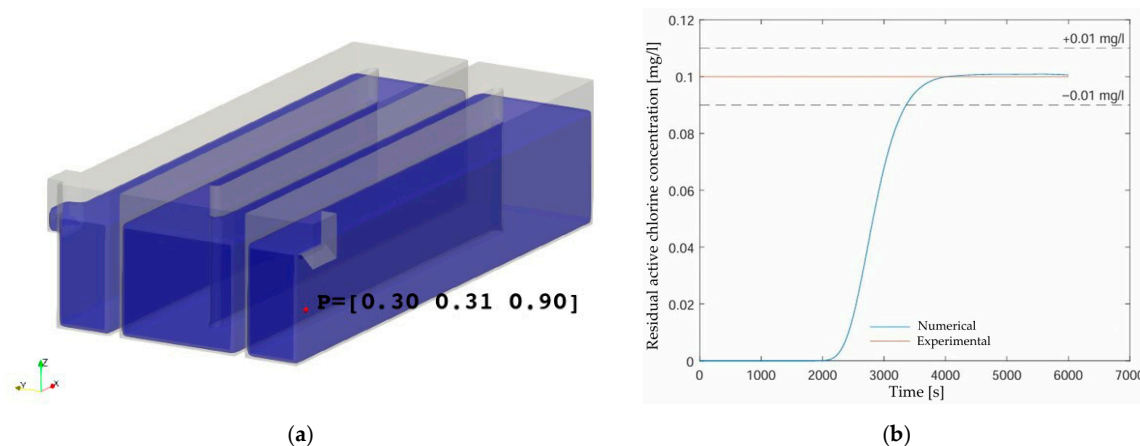 P=[0.30 0.31 0.90]
Z
Y
X
(a)
Residual active chlorine concentration [mg/l]
0.12
0.1
0.08
0.06
0.04
0.02
0
+0.01 mg/l
−0.01 mg/l
Numerical
Experimental
0
1000
2000
3000
4000
5000
6000
7000
Time [s]
(b)